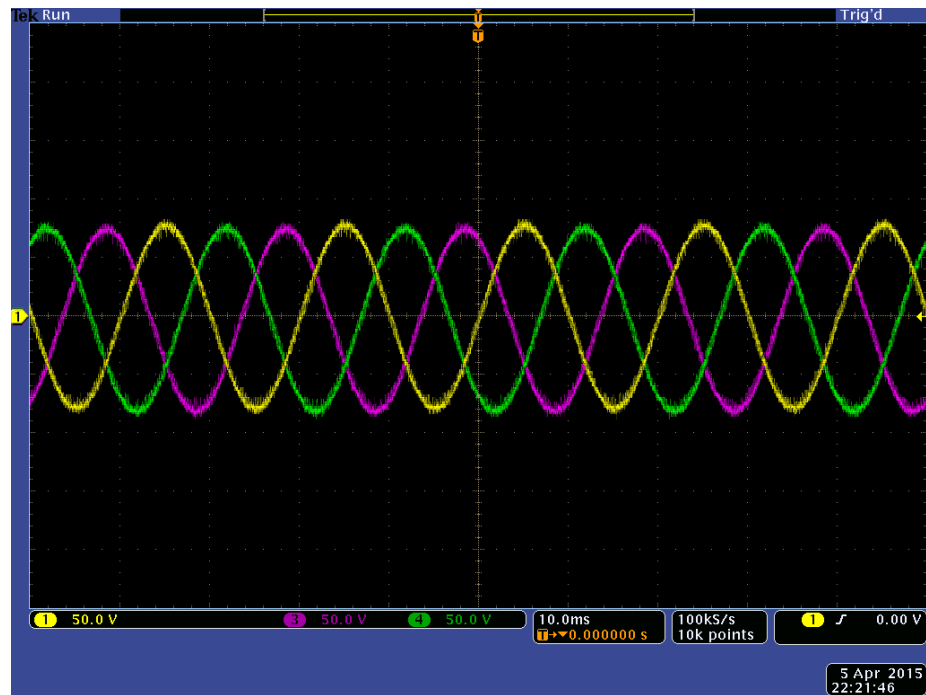 Tek Run Trig'd
T
T
1
1 50.0 V 3 50.0 V 4 50.0 V 10.0ms 100kS/s 1 0.00 V
T→▼0.000000 s 10k points
5 Apr 2015
22:21:46